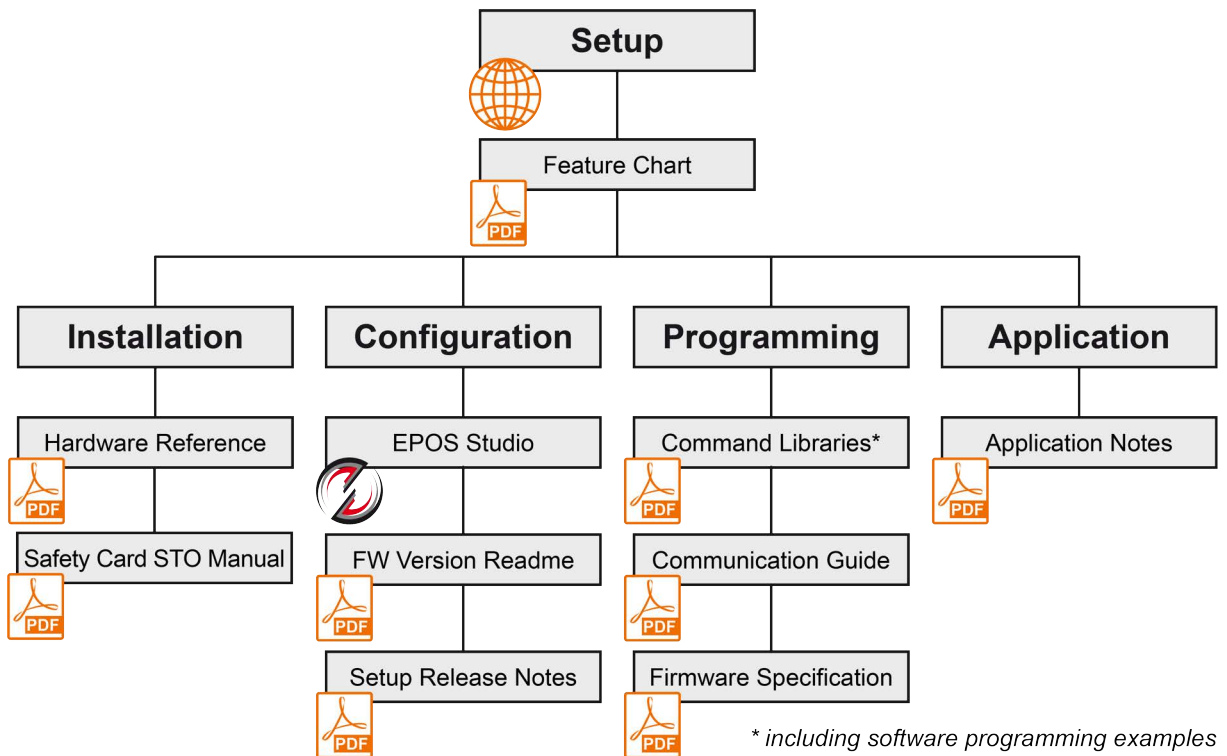 Setup
Feature Chart
PDF
Installation
Configuration
Programming
Application
Hardware Reference
EPOS Studio
Command Libraries*
Application Notes
PDF
PDF
PDF
Safety Card STO Manual
FW Version Readme
Communication Guide
PDF
PDF
PDF
Setup Release Notes
Firmware Specification
PDF
PDF
* including software programming examples